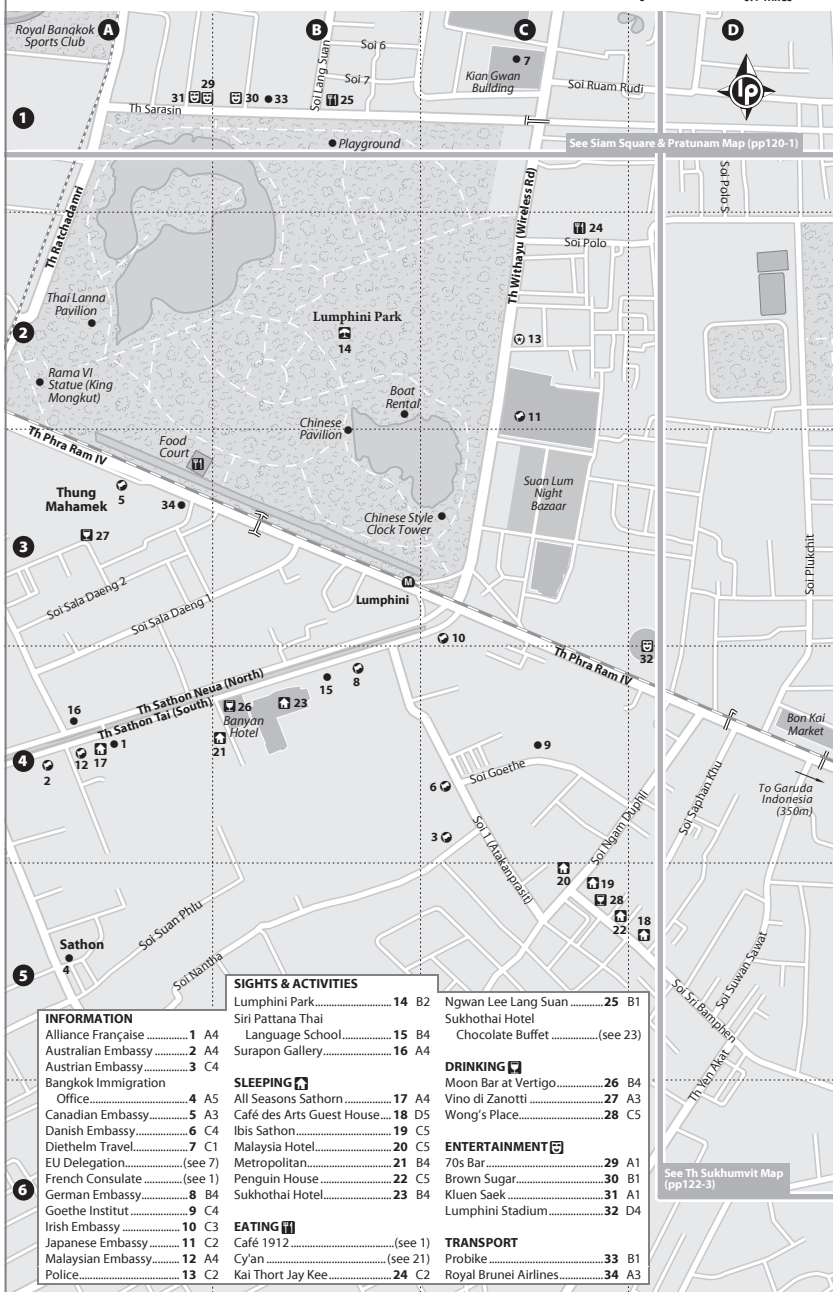 0.1 miles
Royal Bangkok
Sports Club
A
B
C
D
Soi 6
Soi 7
Soi Lang Suan
7
Kian Gwan
Building
Soi Ruam Rudi
lp
29
31
30
33
25
Th Sarasin
1
Playground
See Siam Square & Pratunam Map (pp120-1)
Th Ratchadamri
Th Withayu (Wireless Rd)
Soi Polo 5
24
Soi Polo
Thai Lanna
Pavilion
Lumphini Park
14
2
13
Rama VI
Statue (King
Mongkut)
Boat
Rental
11
Chinese
Pavilion
Th Phra Ram IV
Food
Court
Thung
Mahamek
5
34
Suan Lum
Night
Bazaar
27
Chinese Style
Clock Tower
3
Soi Plukchit
Soi Sala Daeng 2
Soi Sala Daeng 1
M
Lumphini
10
Th Phra Ram IV
32
Th Sathon Neua (North)
Th Sathon Tai (South)
15
8
16
26
Banyan
Hotel
23
1
21
Bon Kai
Market
4
12
17
2
9
Soi Goethe
6
Soi Ngam Duphli
Soi Saphan Khu
To Garuda
Indonesia
(350m)
3
Soi 1 (Atakanprasit)
20
19
28
22
18
Soi Suan Phlu
Sathon
4
Soi Nantha
5
Soi Suwan Sawat
Soi Sri Bamphen
Th Yen Akat
See Th Sukhumvit Map
(pp122-3)
6
INFORMATION
Alliance Française..............1 A4
Australian Embassy..............2 A4
Austrian Embassy..............3 C4
Bangkok Immigration
Office..............4 A5
Canadian Embassy..............5 A3
Danish Embassy..............6 C4
Diethelm Travel..............7 C1
EU Delegation..............(see 7)
French Consulate..............(see 1)
German Embassy..............8 B4
Goethe Institut..............9 C4
Irish Embassy..............10 C3
Japanese Embassy..............11 C2
Malaysian Embassy..............12 A4
Police..............13 C2
SIGHTS & ACTIVITIES
Lumphini Park..............14 B2
Siri Pattana Thai
Language School..............15 B4
Surapon Gallery..............16 A4
SLEEPING
All Seasons Sathorn..............17 A4
Café des Arts Guest House....18 D5
Ibis Sathon..............19 C5
Malaysia Hotel..............20 C5
Metropolitan..............21 B4
Penguin House..............22 C5
Sukhothai Hotel..............23 B4
EATING
Café 1912..............(see 1)
Cy'an..............(see 21)
Kai Thort Jay Kee..............24 C2
Ngwan Lee Lang Suan..............25 B1
Sukhothai Hotel
Chocolate Buffet..............(see 23)
DRINKING
Moon Bar at Vertigo..............26 B4
Vino di Zanotti..............27 A3
Wong's Place..............28 C5
ENTERTAINMENT
70s Bar..............29 A1
Brown Sugar..............30 B1
Kluen Saek..............31 A1
Lumphini Stadium..............32 D4
TRANSPORT
Probike..............33 B1
Royal Brunei Airlines..............34 A3